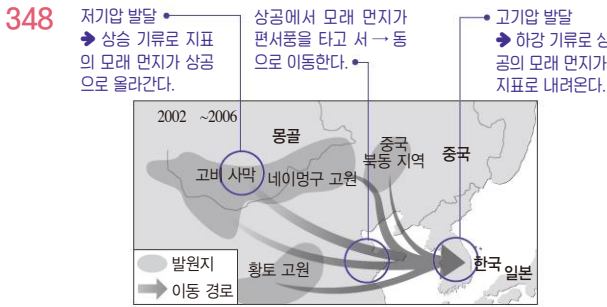 348
저기압 발달
➔ 상승 기류로 지표
의 모래 먼지가 상공
으로 올라간다.
상공에서 모래 먼지가
편서풍을 타고 서 → 동
으로 이동한다.
고기압 발달
➔ 하강 기류로 상
공의 모래 먼지가
지표로 내려온다.
2002 ~2006
몽골
고비 사막
네이멍구 고원
중국
북동 지역
중국
황토 고원
한국
일본
발원지
이동 경로